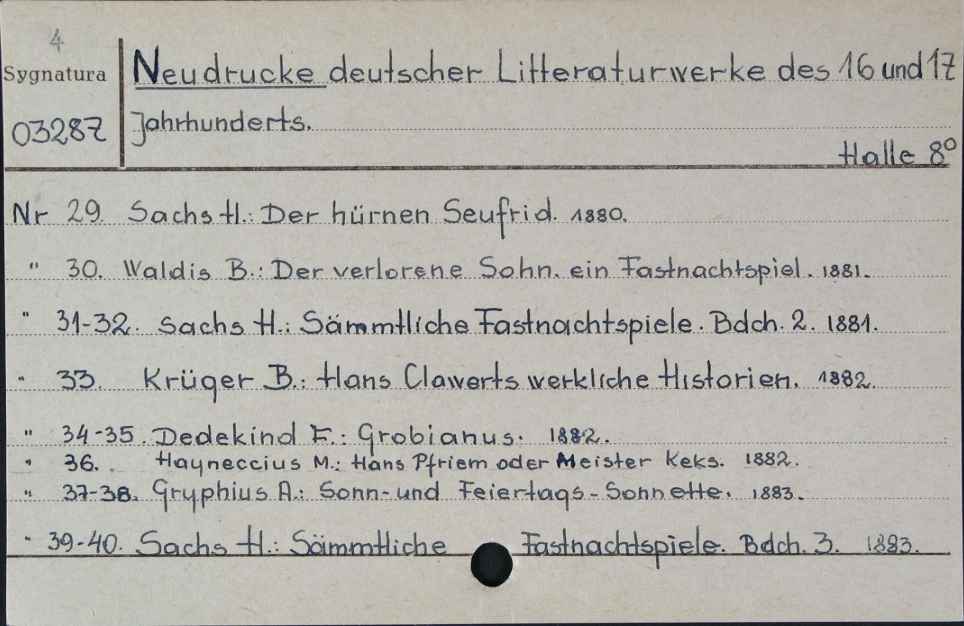 4
Sygnatura
03287
Neudrucke deutscher Litteraturwerke des 16 und 17
Jahrhunderts.
Halle 8°
Nr 29. Sachs H.: Der hürnen Seufrid. 1880.
" 30. Waldis B.: Der verlorene Sohn. ein Fastnachtspiel. 1881.
" 31-32. Sachs H.: Sämmtliche Fastnachtspiele. Bdch. 2. 1881.
" 33. Krüger B.: Hans Clawerts werkliche Historien. 1882.
" 34-35. Dedekind F.: Grobianus. 1882.
" 36. Hayneccius M.: Hans Pfriem oder Meister Keks. 1882.
" 37-38. Gryphius A.: Sonn- und Feiertags-Sonnette. 1883.
" 39-40. Sachs H.: Sämmtliche Fastnachtspiele. Bdch. 3. 1883.